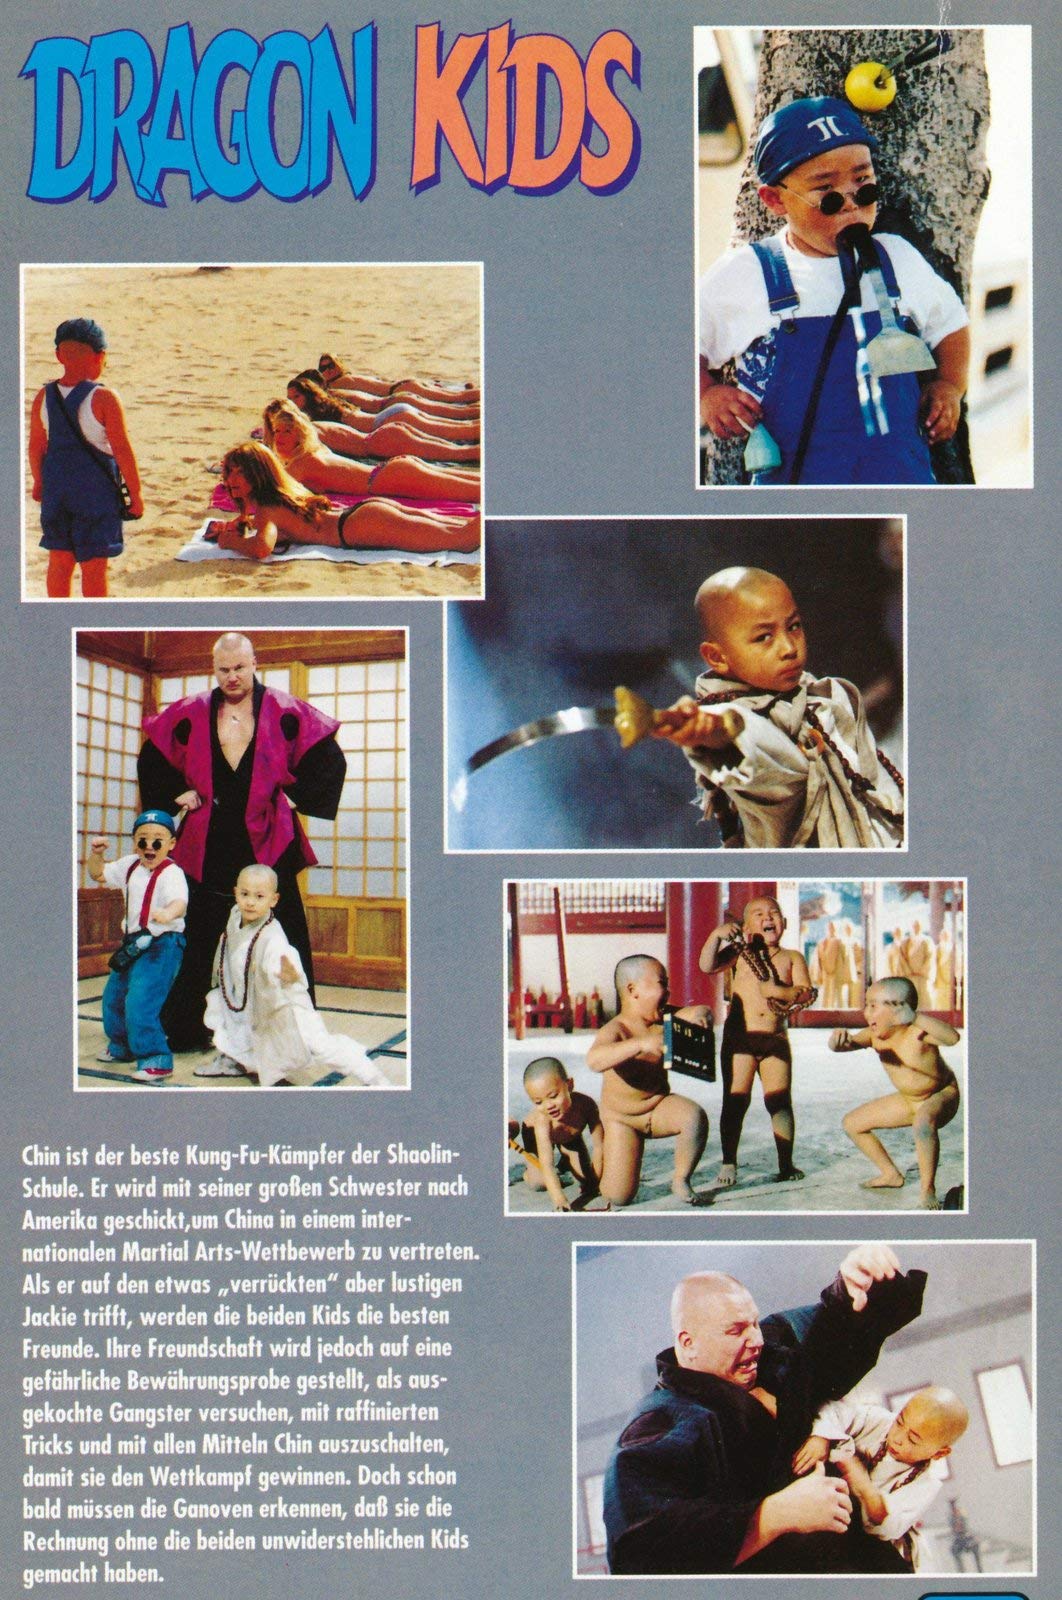 DRAGON KIDS
Chin ist der beste Kung-Fu-Kämpfer der Shaolin-
Schule. Er wird mit seiner großen Schwester nach
Amerika geschickt,um China in einem inter-
nationalen Martial Arts-Wettbewerb zu vertreten.
Als er auf den etwas „verrückten“ aber lustigen
Jackie trifft, werden die beiden Kids die besten
Freunde. Ihre Freundschaft wird jedoch auf eine
gefährliche Bewährungsprobe gestellt, als aus-
gekochte Gangster versuchen, mit raffinierten
Tricks und mit allen Mitteln Chin auszuschalten,
damit sie den Wettkampf gewinnen. Doch schon
bald müssen die Ganoven erkennen, daß sie die
Rechnung ohne die beiden unwiderstehlichen Kids
gemacht haben.